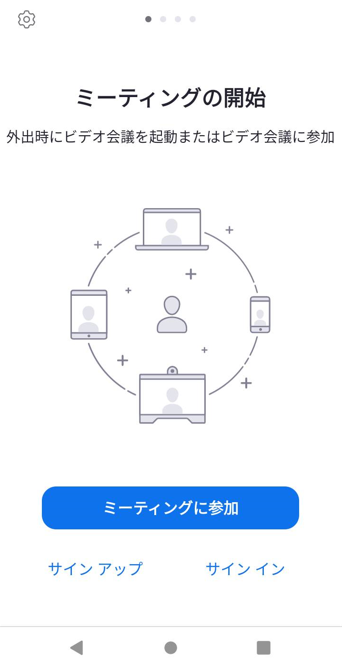 ミーティングの開始
外出時にビデオ会議を起動またはビデオ会議に参加
ミーティングに参加
サイン アップ
サイン イン